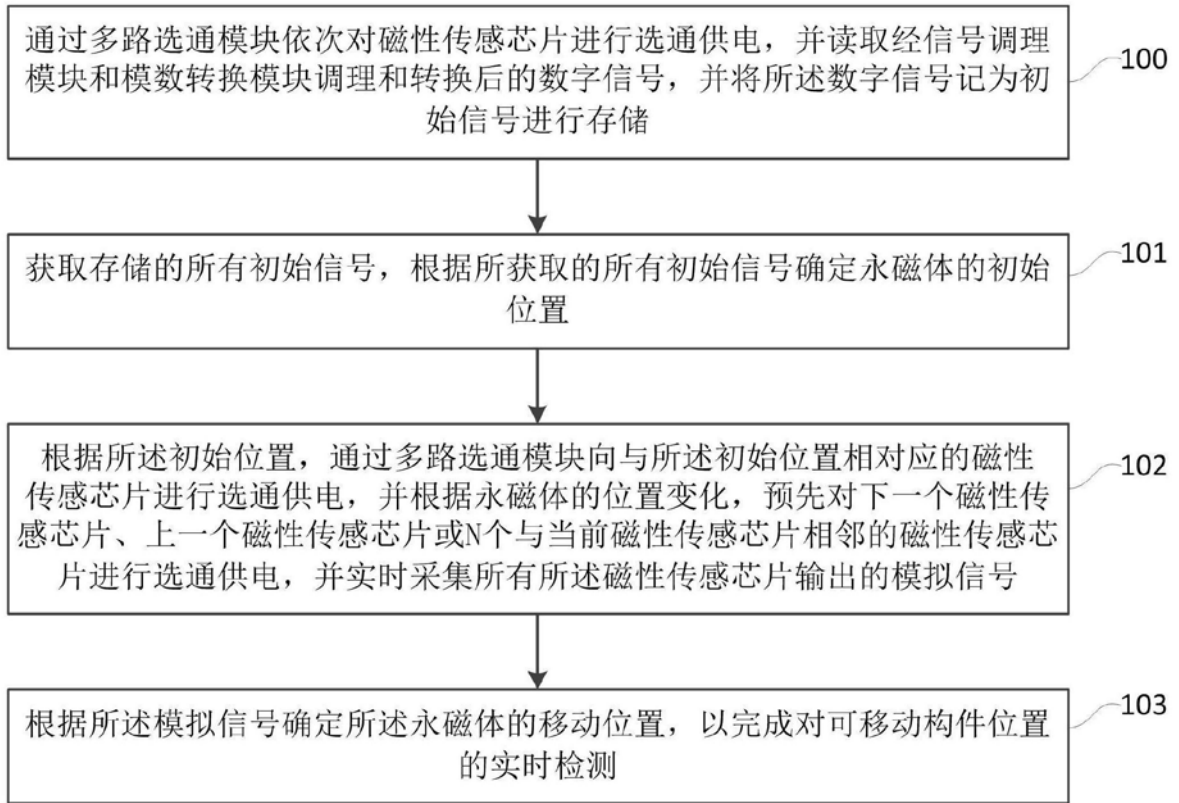 通过多路选通模块依次对磁性传感芯片进行选通供电，并读取经信号调理
模块和模数转换模块调理和转换后的数字信号，并将所述数字信号记为初
始信号进行存储
100
获取存储的所有初始信号，根据所获取的所有初始信号确定永磁体的初始
位置
101
根据所述初始位置，通过多路选通模块向与所述初始位置相对应的磁性
传感芯片进行选通供电，并根据永磁体的位置变化，预先对下一个磁性传
感芯片、上一个磁性传感芯片或N个与当前磁性传感芯片相邻的磁性传感芯
片进行选通供电，并实时采集所有所述磁性传感芯片输出的模拟信号
102
根据所述模拟信号确定所述永磁体的移动位置，以完成对可移动构件位置
的实时检测
103